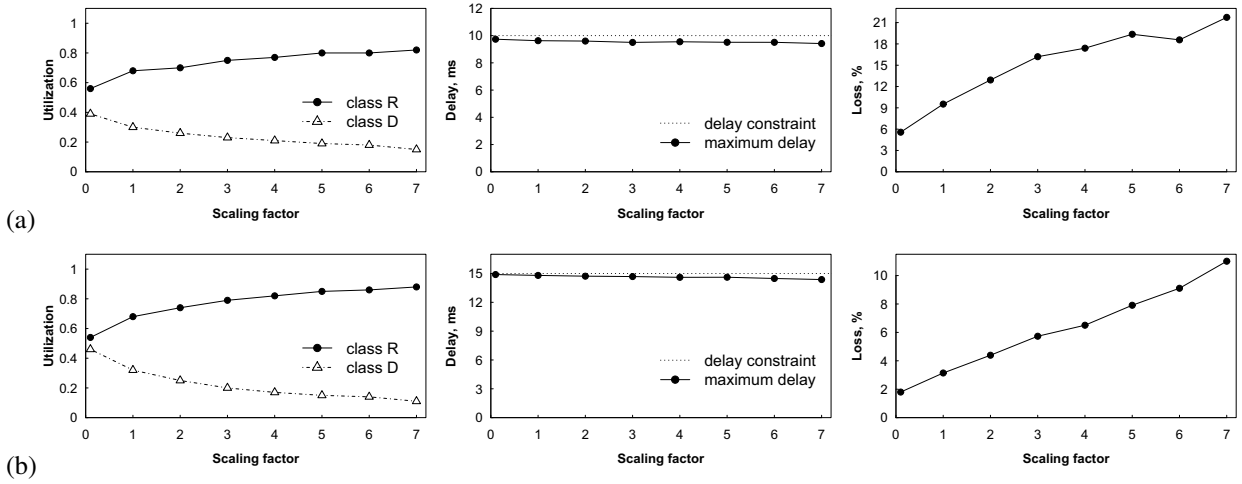 1
0.8
0.6
0.4
0.2
0
Utilization
class R
class D
0 1 2 3 4 5 6 7
Scaling factor
12
10
8
6
4
2
0
Delay, ms
delay constraint
maximum delay
0 1 2 3 4 5 6 7
Scaling factor
21
18
15
12
9
6
3
0
Loss, %
0 1 2 3 4 5 6 7
Scaling factor
(a)
1
0.8
0.6
0.4
0.2
0
Utilization
class R
class D
0 1 2 3 4 5 6 7
Scaling factor
15
12
9
6
3
0
Delay, ms
delay constraint
maximum delay
0 1 2 3 4 5 6 7
Scaling factor
10
8
6
4
2
0
Loss, %
0 1 2 3 4 5 6 7
Scaling factor
(b)